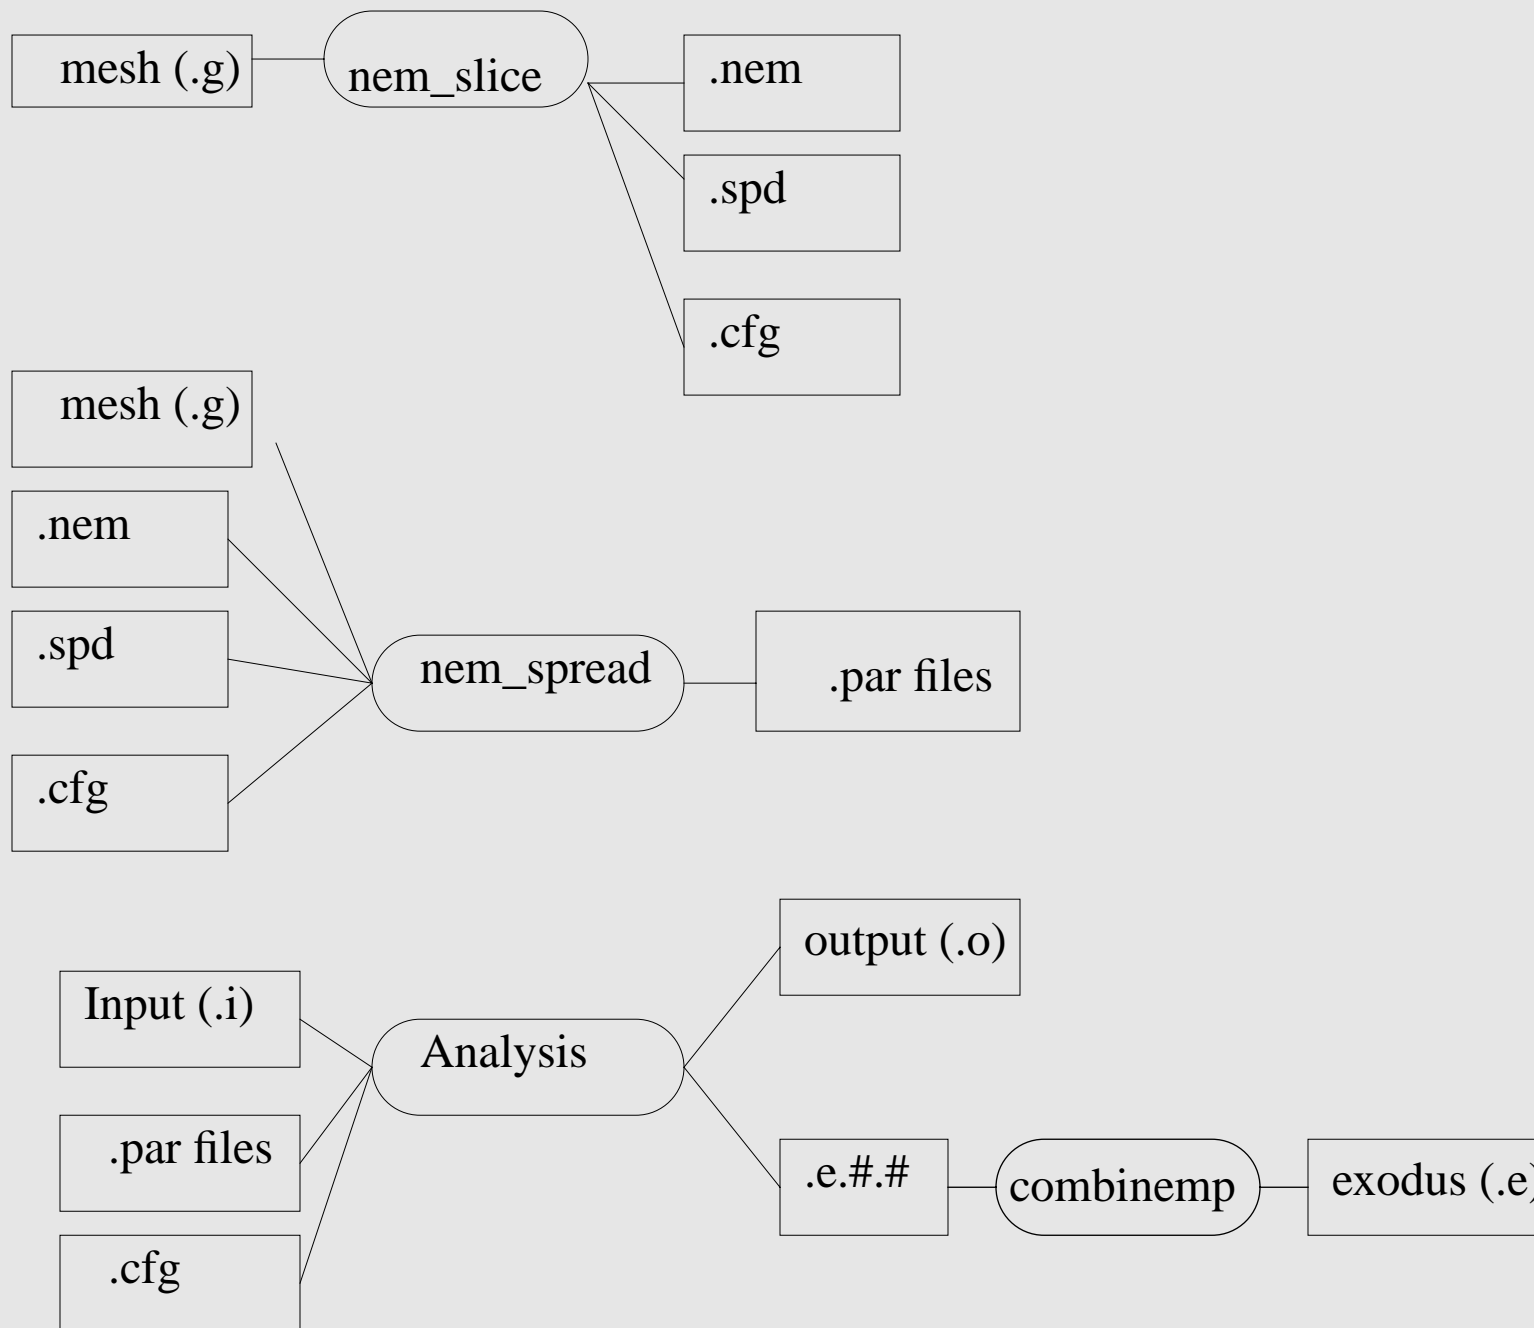 mesh (.g)
nem_slice
.nem
.spd
.cfg
mesh (.g)
.nem
.spd
.cfg
nem_spread
.par files
Input (.i)
.par files
.cfg
Analysis
output (.o)
.e.#.#
combinemp
exodus (.e)